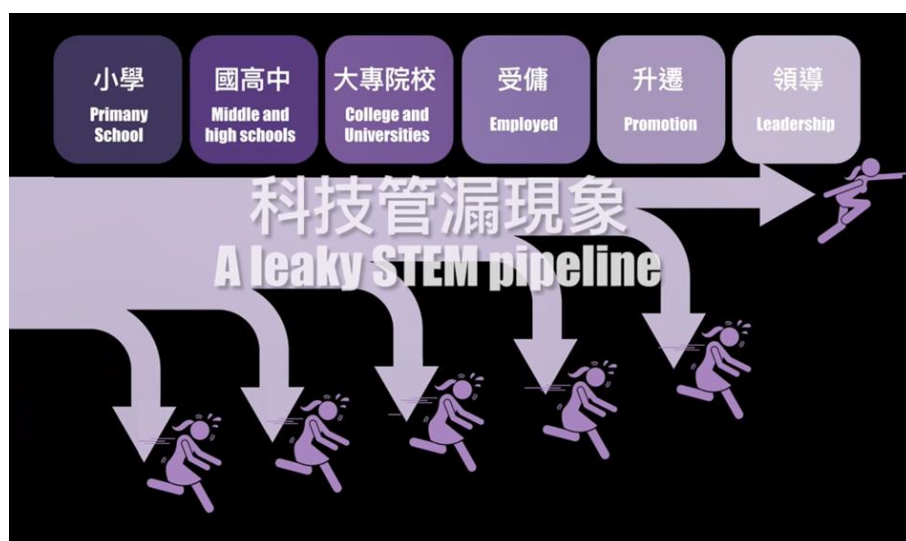 小學
Primany
School
國高中
Middle and
high schools
大專院校
College and
Universities
受傭
Employed
升遷
Promotion
領導
Leadership
科技管漏現象
A leaky STEM pipeline